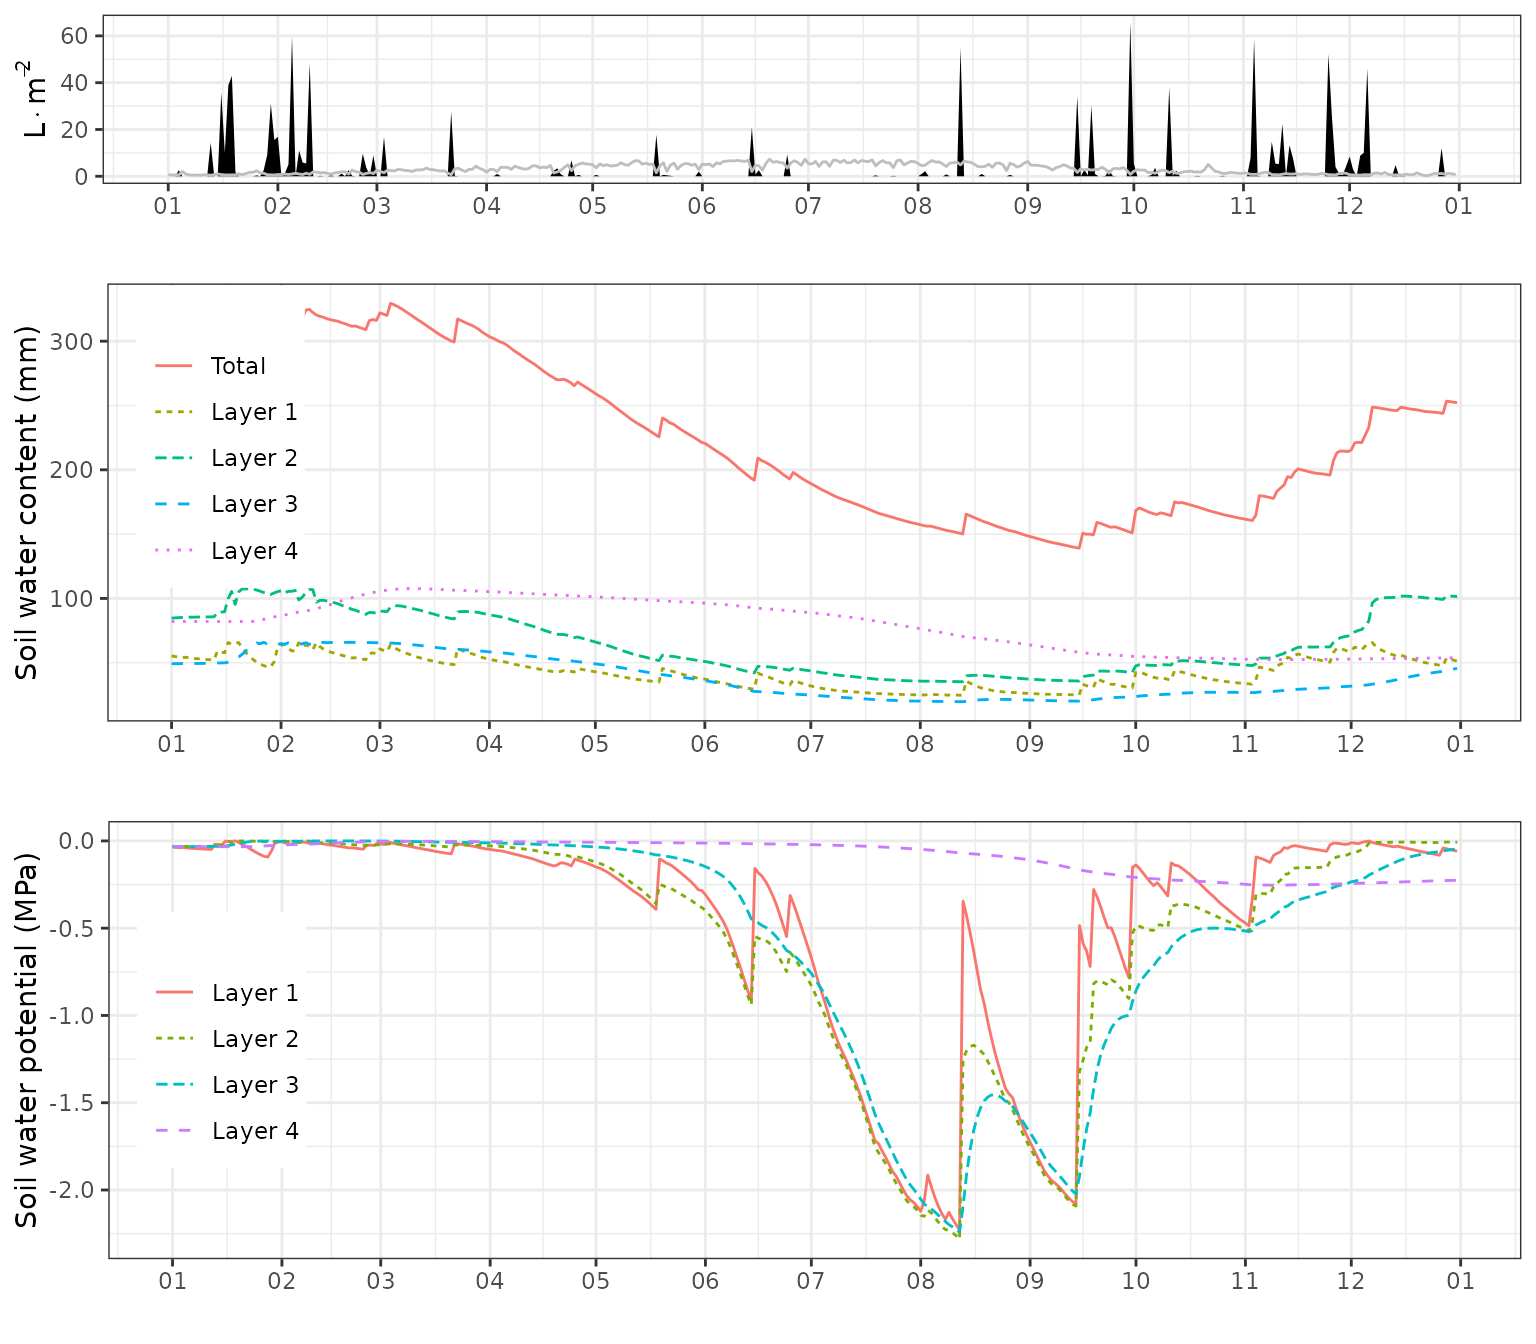 L · m⁻²
60
40
20
0
01 02 03 04 05 06 07 08 09 10 11 12 01
Soil water content (mm)
300
200
100
Total
Layer 1
Layer 2
Layer 3
Layer 4
01 02 03 04 05 06 07 08 09 10 11 12 01
Soil water potential (MPa)
0.0
-0.5
-1.0
-1.5
-2.0
Layer 1
Layer 2
Layer 3
Layer 4
01 02 03 04 05 06 07 08 09 10 11 12 01